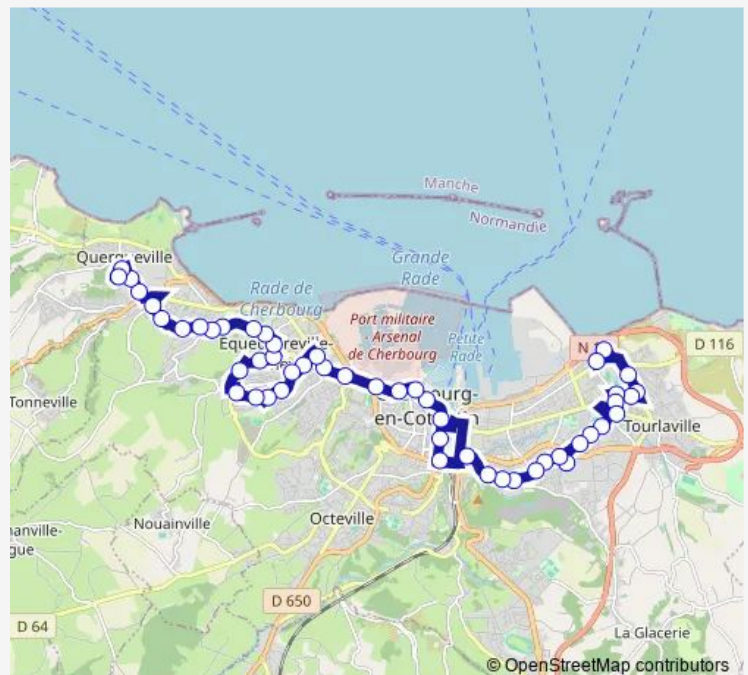 Manche
Normandie
Querqueville
Grande
Rade
Rade de
Cherbourg
Port militaire
- Arsenal
de Cherbourg
Petite
Rade
D 116
Tonneville
Tourlaville
Nouainville
Octeville
D 650
D 64
La Glacerie
© OpenStreetMap contributors